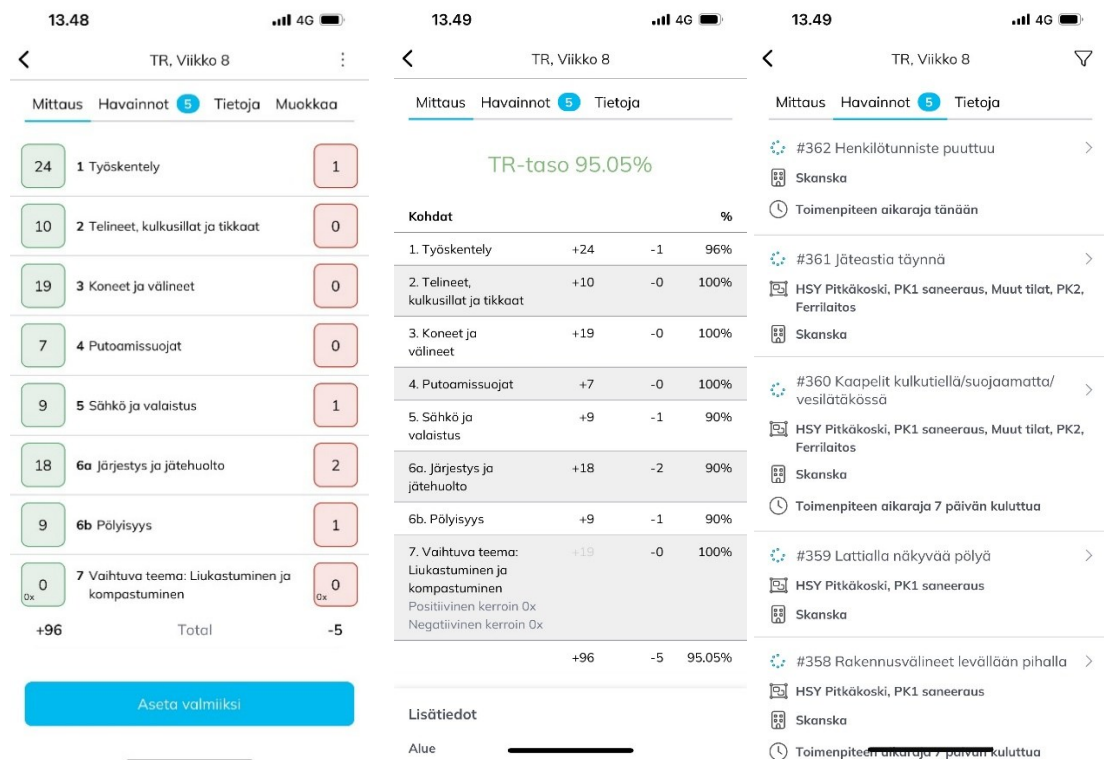 13.48
4G
TR, Viikko 8
Mittaus Havainnot 5 Tietoja Muokkaa
24 1 Työskentely 1
10 2 Telineet, kulkusillat ja tikkaat 0
19 3 Koneet ja välineet 0
7 4 Putoamissuojat 0
9 5 Sähkö ja valaistus 1
18 6a Järjestys ja jätehuolto 2
9 6b Pölyisyys 1
0 0x 7 Vaihtuva teema: Liukastuminen ja 0 0x
kompastuminen
+96 Total -5
Aseta valmiiksi
13.49
4G
TR, Viikko 8
Mittaus Havainnot 5 Tietoja
TR-taso 95.05%
Kohdat %
1. Työskentely +24 -1 96%
2. Telineet, +10 -0 100%
kulkusillat ja tikkaat
3. Koneet ja +19 -0 100%
välineet
4. Putoamissuojat +7 -0 100%
5. Sähkö ja +9 -1 90%
valaistus
6a. Järjestys ja +18 -2 90%
jätehuolto
6b. Pölyisyys +9 -1 90%
7. Vaihtuva teema: +19 -0 100%
Liukastuminen ja
kompastuminen
Positiivinen kerroin 0x
Negatiivinen kerroin 0x
+96 -5 95.05%
Lisätiedot
Alue
13.49
4G
TR, Viikko 8
Mittaus Havainnot 5 Tietoja
#362 Henkilötunniste puuttuu
Skanska
Toimenpiteen aikaraja tänään
#361 Jäteastia täynnä
HSY Pitkäkoski, PK1 saneeraus, Muut tilat, PK2,
Ferrilaitos
Skanska
#360 Kaapelit kulkutiellä/suojaamatta/
vesilätäkössä
HSY Pitkäkoski, PK1 saneeraus, Muut tilat, PK2,
Ferrilaitos
Skanska
Toimenpiteen aikaraja 7 päivän kuluttua
#359 Lattialla näkyvää pölyä
HSY Pitkäkoski, PK1 saneeraus
Skanska
#358 Rakennusvälineet levällään pihalla
HSY Pitkäkoski, PK1 saneeraus
Skanska
Toimenpiteen aikaraja 7 päivän kuluttua